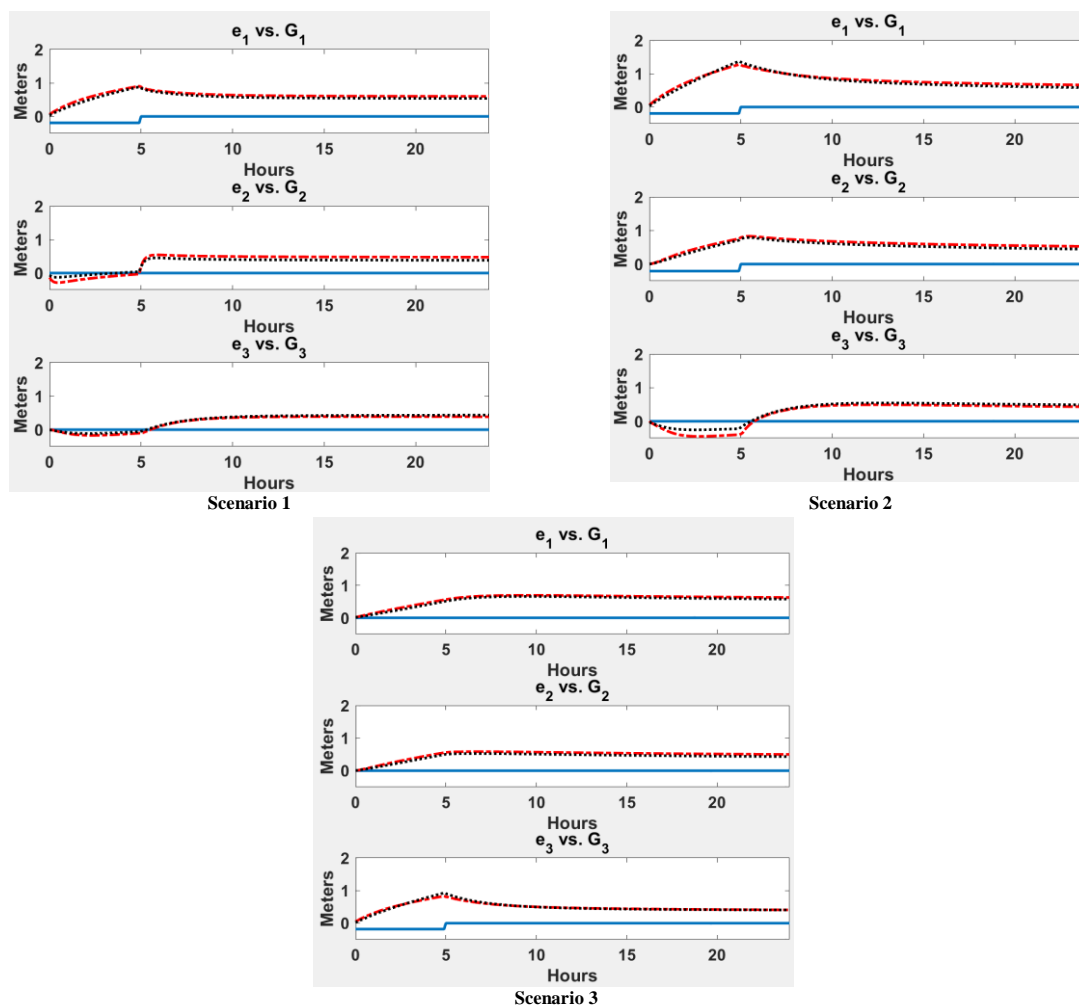 e1 vs. G1
Meters
2
1
0
0 5 10 15 20
Hours
e2 vs. G2
Meters
2
1
0
0 5 10 15 20
Hours
e3 vs. G3
Meters
2
1
0
0 5 10 15 20
Hours
Scenario 1
e1 vs. G1
Meters
2
1
0
0 5 10 15 20
Hours
e2 vs. G2
Meters
2
1
0
0 5 10 15 20
Hours
e3 vs. G3
Meters
2
1
0
0 5 10 15 20
Hours
Scenario 2
e1 vs. G1
Meters
2
1
0
0 5 10 15 20
Hours
e2 vs. G2
Meters
2
1
0
0 5 10 15 20
Hours
e3 vs. G3
Meters
2
1
0
0 5 10 15 20
Hours
Scenario 3